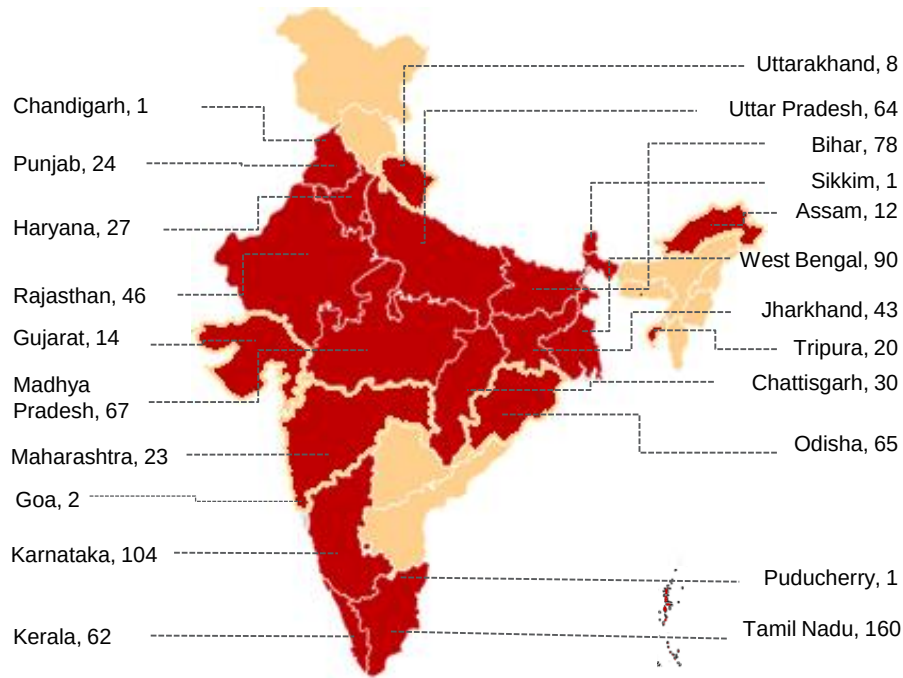 Uttarakhand, 8
Chandigarh, 1
Uttar Pradesh, 64
Bihar, 78
Punjab, 24
Sikkim, 1
Assam, 12
Haryana, 27
West Bengal, 90
Rajasthan, 46
Jharkhand, 43
Gujarat, 14
Tripura, 20
Madhya
Pradesh, 67
Chattisgarh, 30
Odisha, 65
Maharashtra, 23
Goa, 2
Karnataka, 104
Puducherry, 1
Kerala, 62
Tamil Nadu, 160